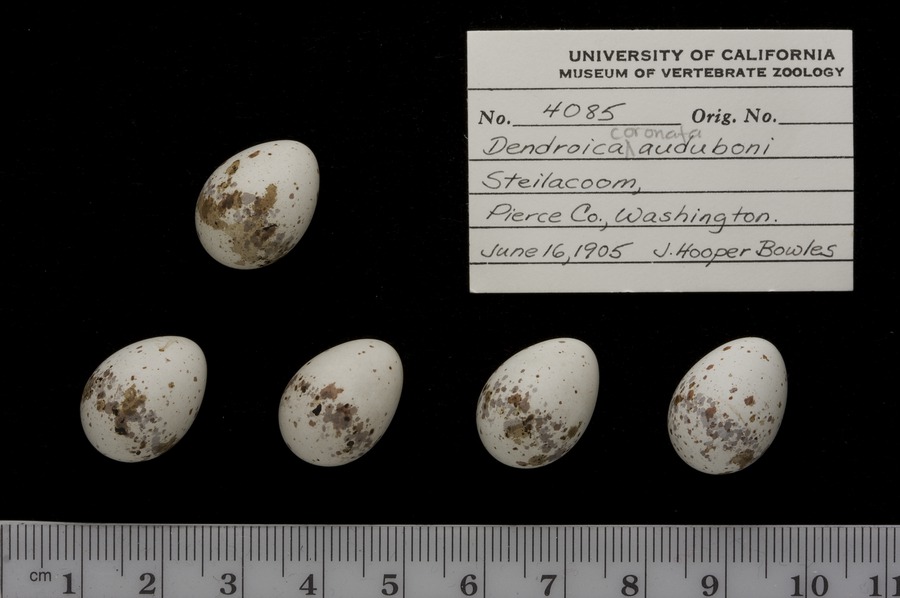 UNIVERSITY OF CALIFORNIA
MUSEUM OF VERTEBRATE ZOOLOGY
No. 4085 Orig. No.
coronata
Dendroica auduboni
Steilacoom,
Pierce Co., Washington.
June 16, 1905 J. Hooper Bowles
cm 1 2 3 4 5 6 7 8 9 10 11